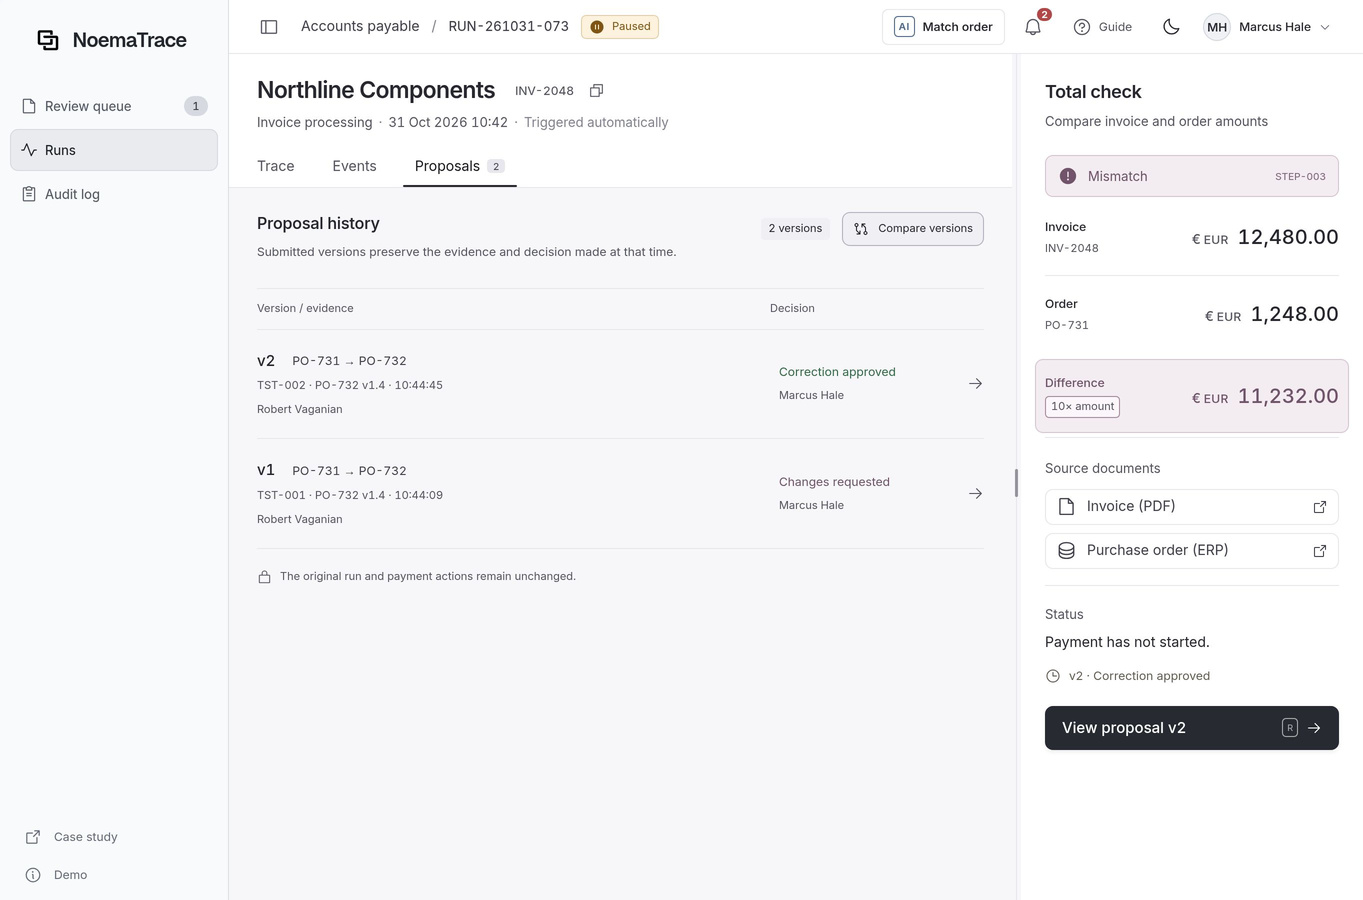 NoemaTrace
Review queue 1
Runs
Audit log
Case study
Demo
Accounts payable / RUN-261031-073 Paused
AI Match order
2
Guide
MH Marcus Hale
Northline Components INV-2048
Invoice processing · 31 Oct 2026 10:42 · Triggered automatically
Trace Events Proposals 2
Proposal history
Submitted versions preserve the evidence and decision made at that time.
2 versions Compare versions
Version / evidence Decision
v2 PO-731 → PO-732
TST-002 · PO-732 v1.4 · 10:44:45
Robert Vaganian
Correction approved
Marcus Hale
v1 PO-731 → PO-732
TST-001 · PO-732 v1.4 · 10:44:09
Robert Vaganian
Changes requested
Marcus Hale
The original run and payment actions remain unchanged.
Total check
Compare invoice and order amounts
Mismatch STEP-003
Invoice
INV-2048
€ EUR 12,480.00
Order
PO-731
€ EUR 1,248.00
Difference
10× amount
€ EUR 11,232.00
Source documents
Invoice (PDF)
Purchase order (ERP)
Status
Payment has not started.
v2 · Correction approved
View proposal v2 R